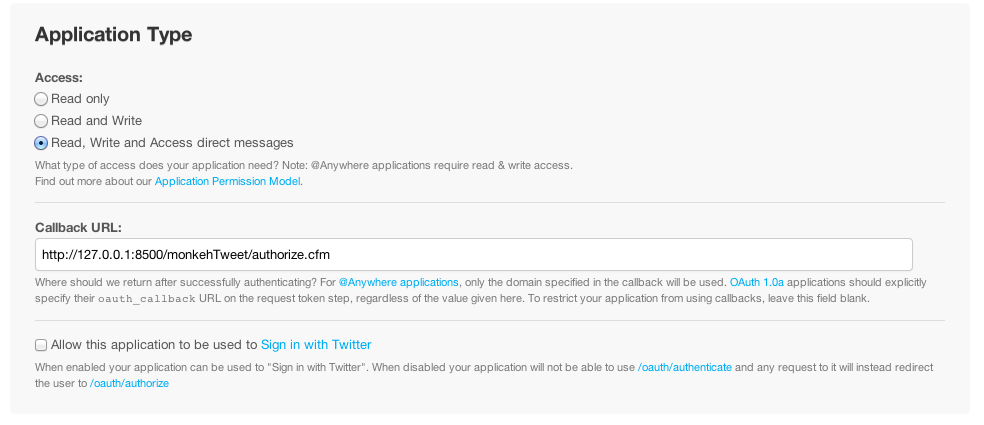 Application Type
Access:
Read only
Read and Write
Read, Write and Access direct messages
What type of access does your application need? Note: @Anywhere applications require read & write access.
Find out more about our Application Permission Model.
Callback URL:
http://127.0.0.1:8500/monkehTweet/authorize.cfm
Where should we return after successfully authenticating? For @Anywhere applications, only the domain specified in the callback will be used. OAuth 1.0a applications should explicitly
specify their oauth_callback URL on the request token step, regardless of the value given here. To restrict your application from using callbacks, leave this field blank.
Allow this application to be used to Sign in with Twitter
When enabled your application can be used to "Sign in with Twitter". When disabled your application will not be able to use /oauth/authenticate and any request to it will instead redirect
the user to /oauth/authorize